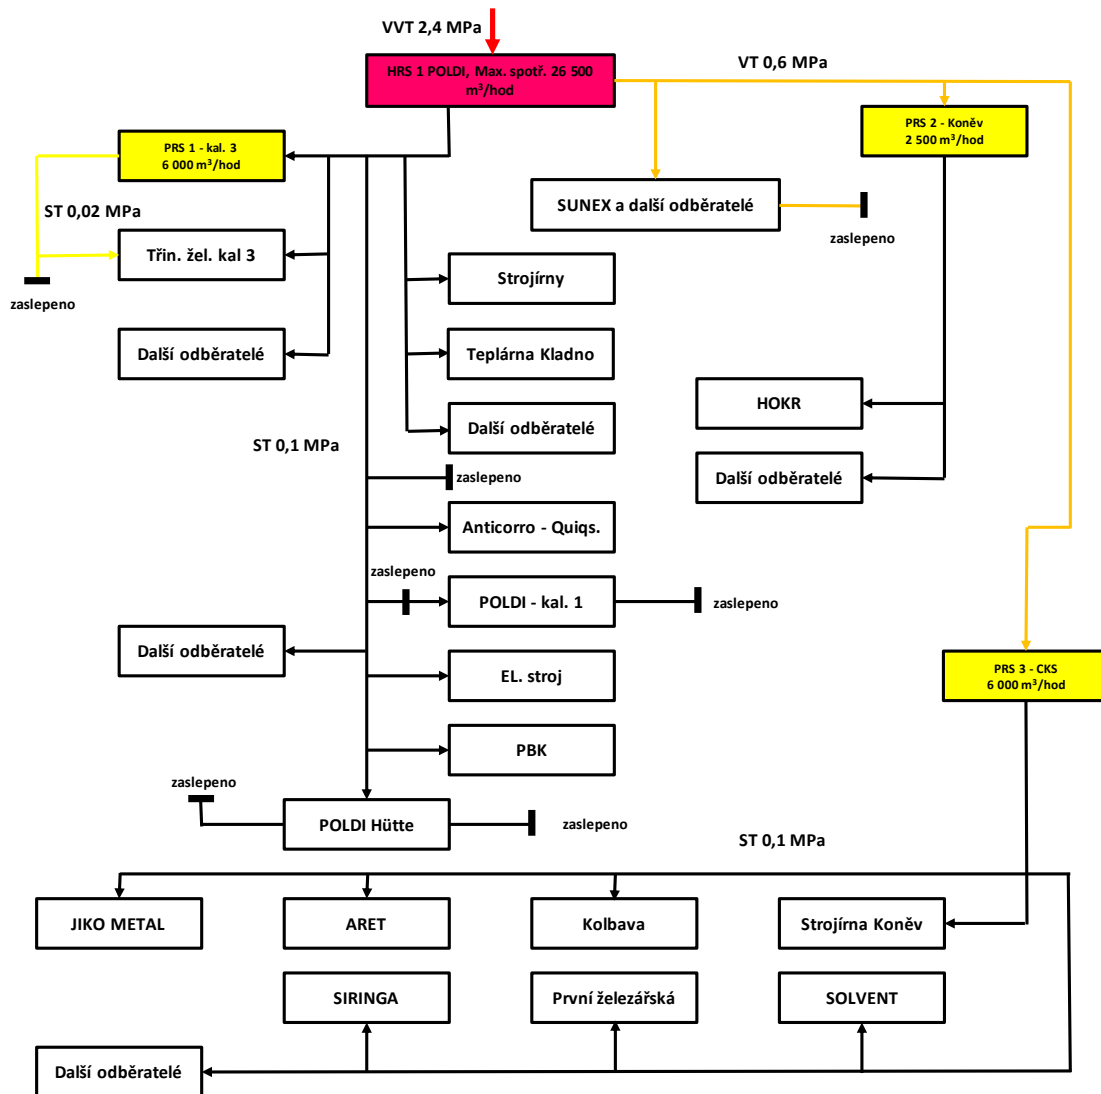 VVT 2,4 MPa
HRS 1 POLDI, Max. spotř. 26 500
m³/hod
VT 0,6 MPa
PRS 1 - kal. 3
6 000 m³/hod
PRS 2 - Koněv
2 500 m³/hod
SUNEX a další odběratelé
zaslepeno
ST 0,02 MPa
Třin. žel. kal 3
Strojírny
zaslepeno
Další odběratelé
Teplárna Kladno
HOKR
Další odběratelé
ST 0,1 MPa
zaslepeno
Další odběratelé
Anticorro - Quiqs.
zaslepeno
POLDI - kal. 1
zaslepeno
Další odběratelé
EL. stroj
PRS 3 - CKS
6 000 m³/hod
PBK
zaslepeno
POLDI Hütte
zaslepeno
ST 0,1 MPa
JIKO METAL
ARET
Kolbava
Strojírna Koněv
SIRINGA
První železářská
SOLVENT
Další odběratelé